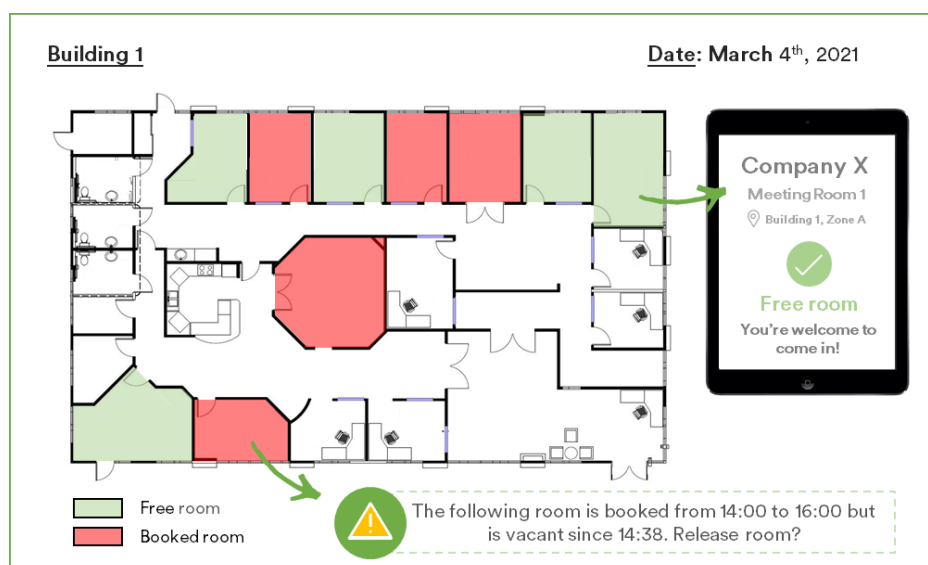 Building 1
Date: March 4th, 2021
Company X
Meeting Room 1
Building 1, Zone A
Free room
You're welcome to
come in!
Free room
Booked room
The following room is booked from 14:00 to 16:00 but
is vacant since 14:38. Release room?